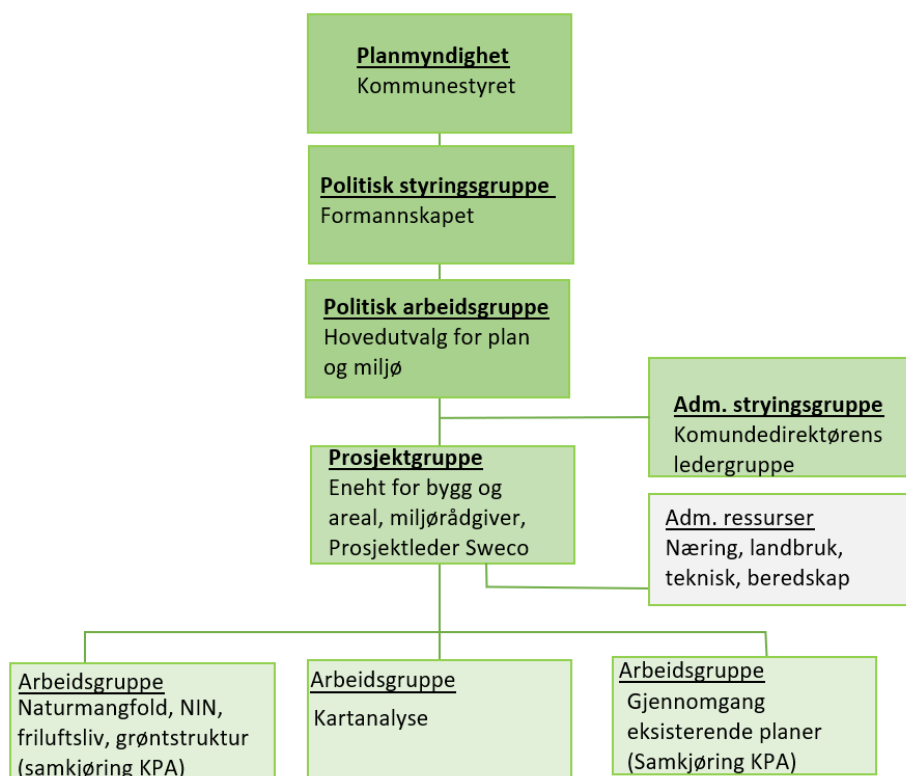 Planmyndighet
Kommunestyret
Politisk styringsgruppe
Formannskapet
Politisk arbeidsgruppe
Hovedutvalg for plan
og miljø
Adm. stryingsgruppe
Komundedirektørens
ledergruppe
Prosjektgruppe
Eneht for bygg og
areal, miljørådgiver,
Prosjektleder Sweco
Adm. ressurser
Næring, landbruk,
teknisk, beredskap
Arbeidsgruppe
Naturmangfold, NIN,
friluftsliv, grøntstruktur
(samkjøring KPA)
Arbeidsgruppe
Kartanalyse
Arbeidsgruppe
Gjennomgang
eksisterende planer
(Samkjøring KPA)